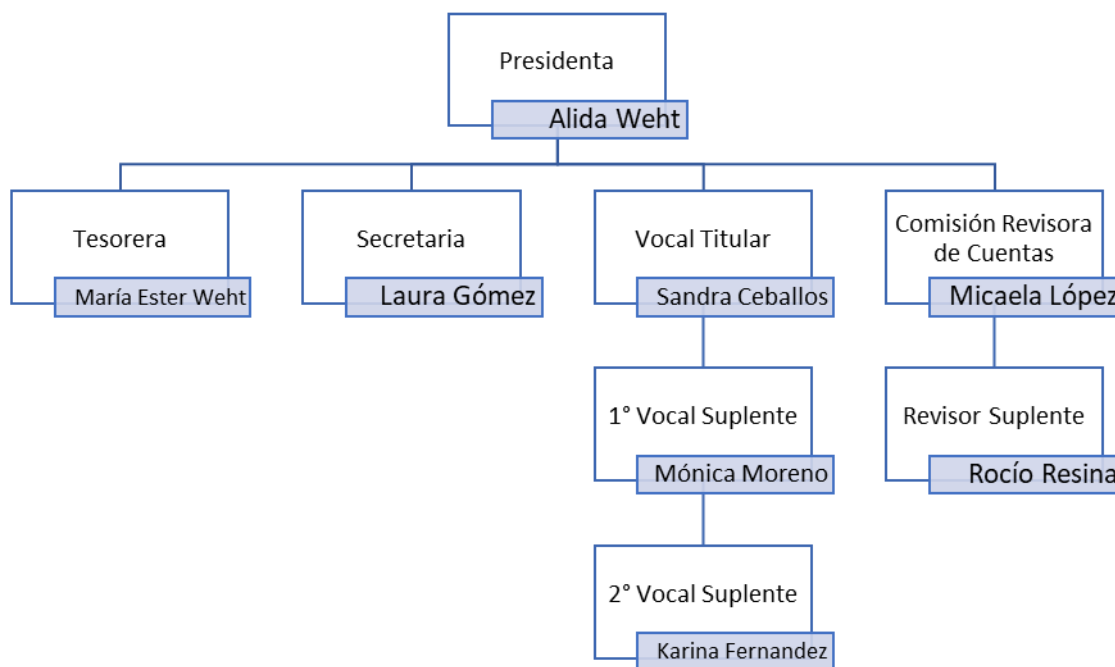 Presidenta
Alida Weht
Tesorera
María Ester Weht
Secretaria
Laura Gómez
Vocal Titular
Sandra Ceballos
Comisión Revisora
de Cuentas
Micaela López
1° Vocal Suplente
Mónica Moreno
Revisor Suplente
Rocío Resina
2° Vocal Suplente
Karina Fernandez